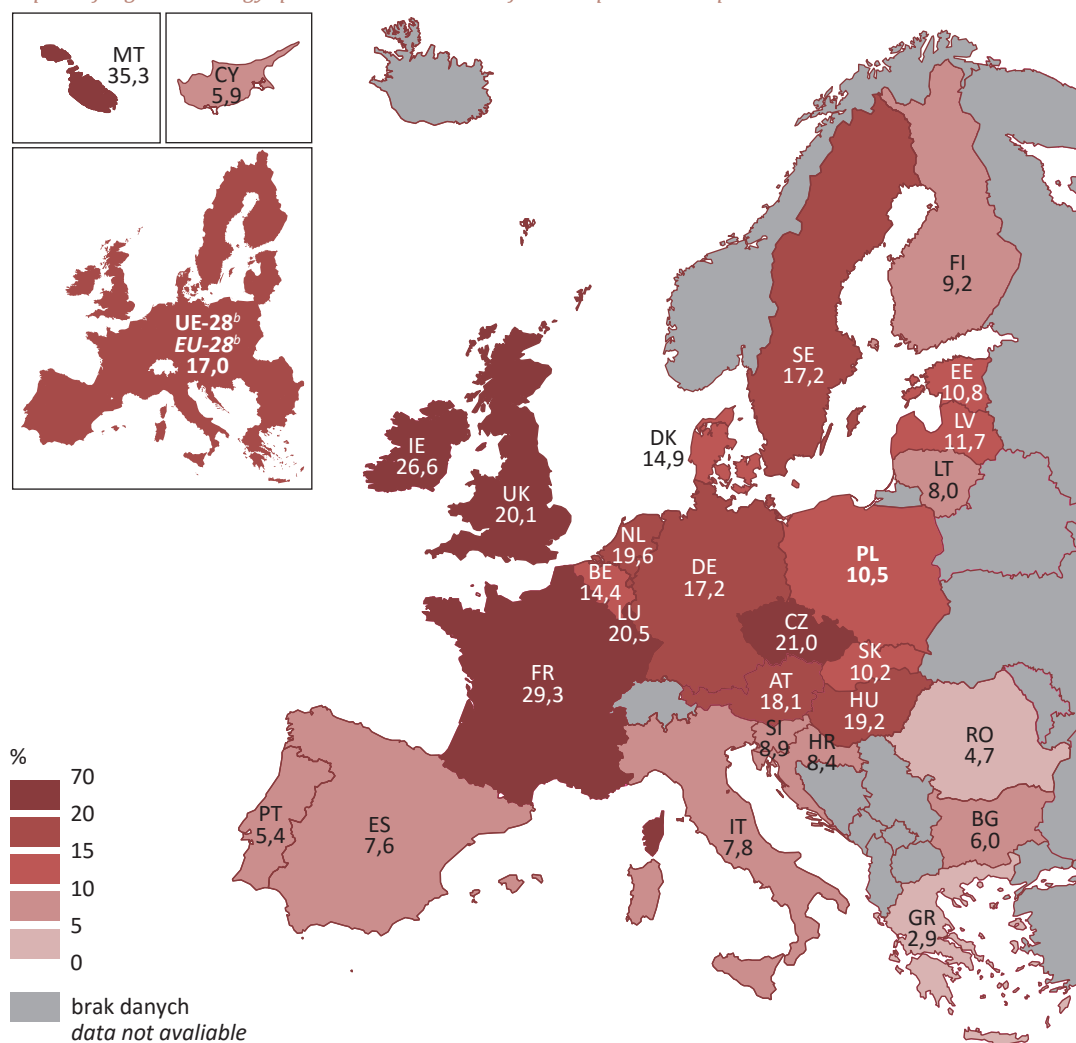 MT
35,3
CY
5,9
UE-28b
EU-28b
17,0
FI
9,2
SE
17,2
EE
10,8
LV
11,7
LT
8,0
DK
14,9
IE
26,6
UK
20,1
NL
19,6
BE
14,4
LU
20,5
DE
17,2
PL
10,5
CZ
21,0
SK
10,2
AT
18,1
HU
19,2
FR
29,3
SI
8,9
HR
8,4
RO
4,7
BG
6,0
GR
2,9
IT
7,8
PT
5,4
ES
7,6
%
70
20
15
10
5
0
brak danych
data not avaliable